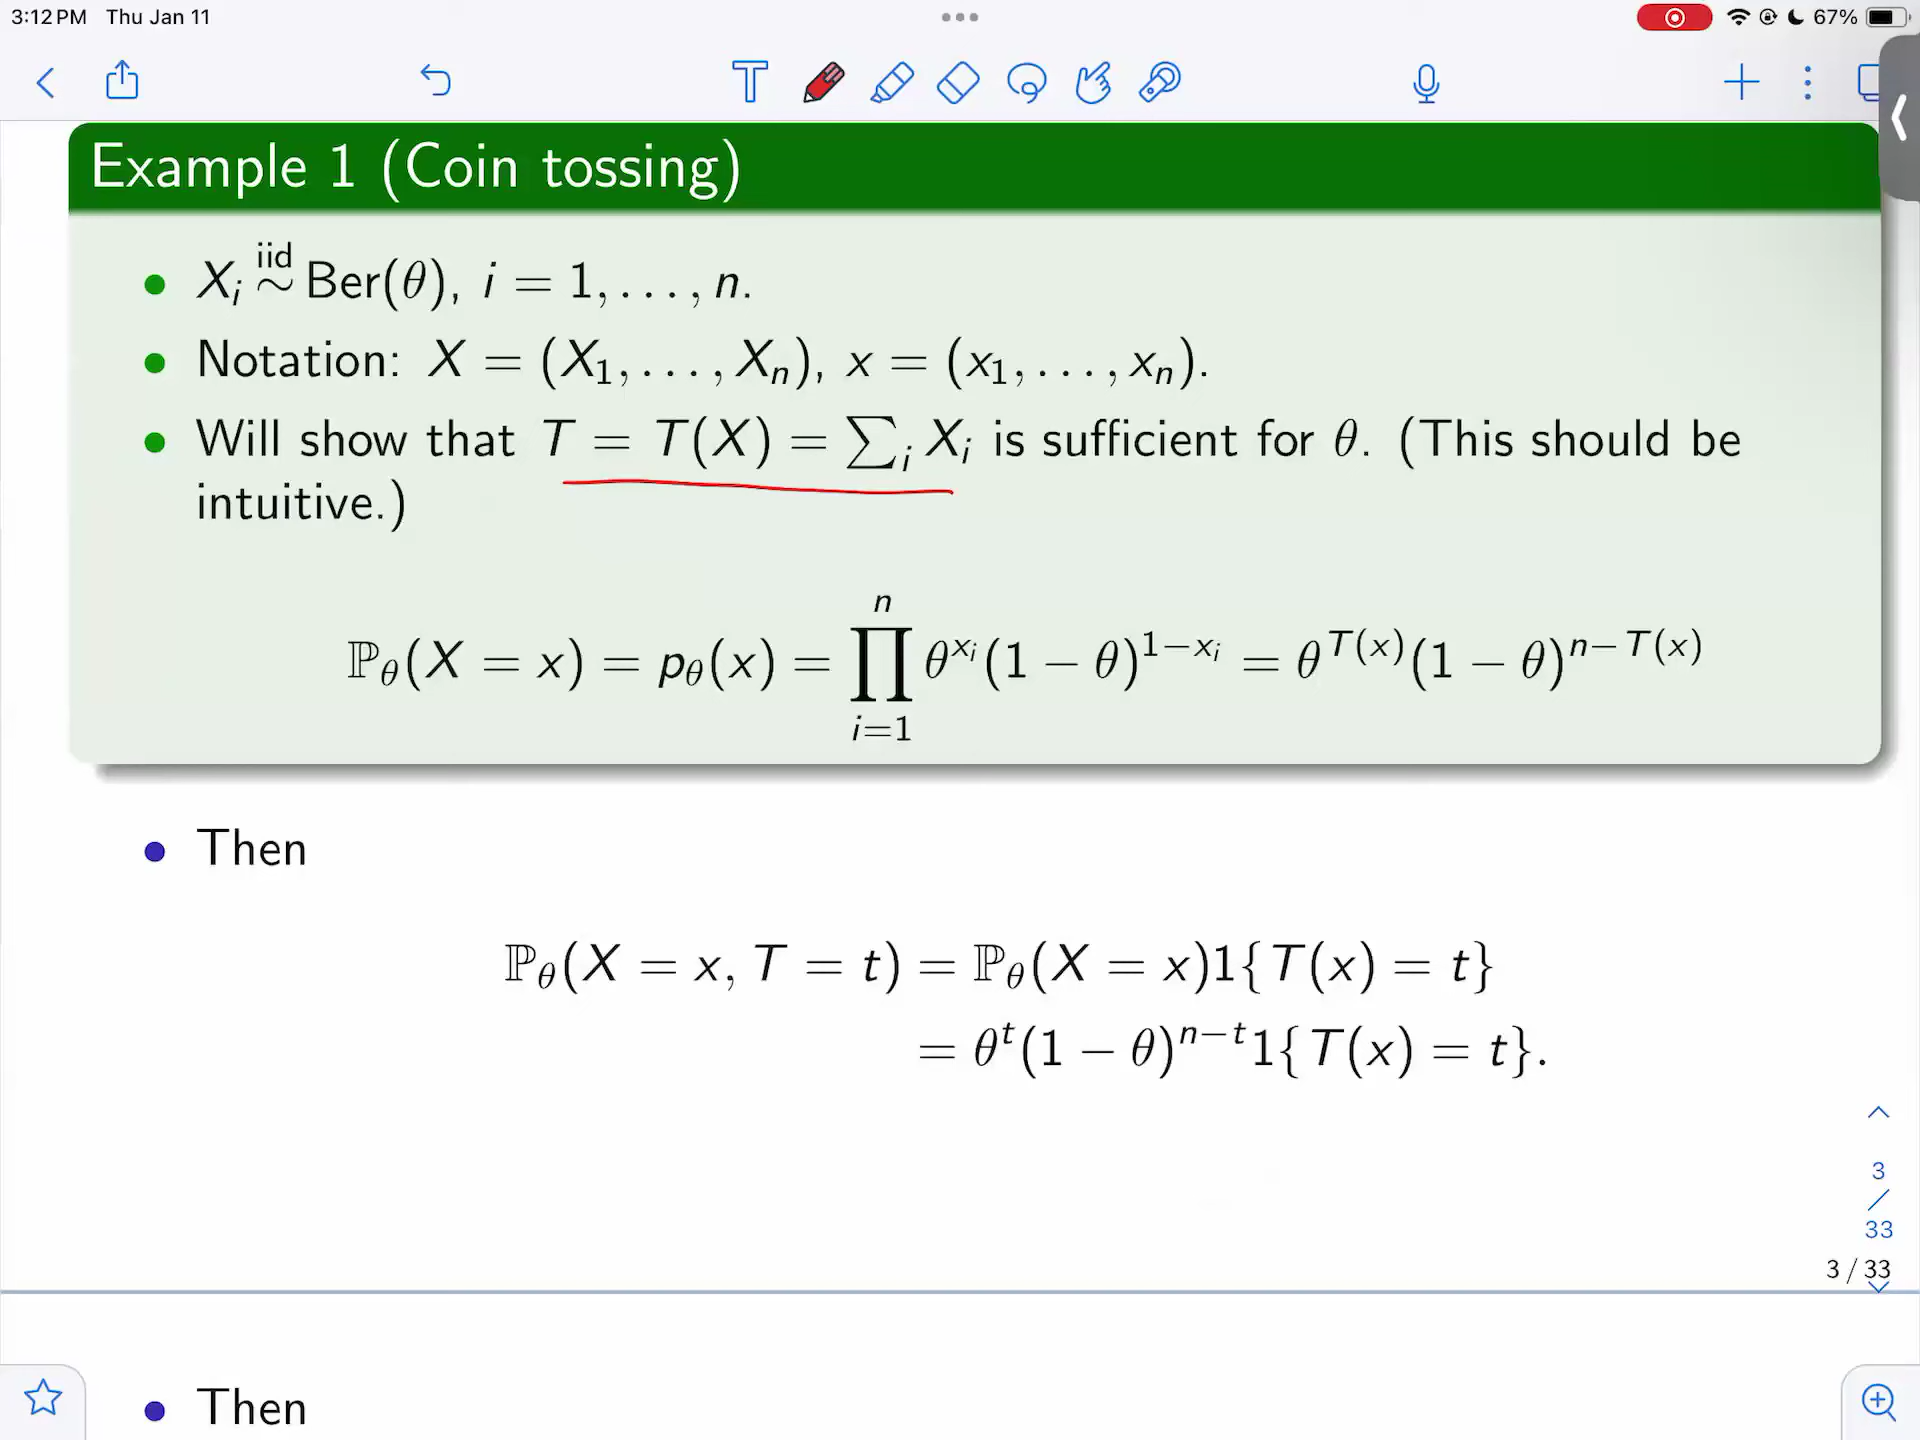 3:12 PM Thu Jan 11
67%
Example 1 (Coin tossing)
• X_i \overset{iid}{∼} Ber(θ), i = 1, . . . , n.
• Notation: X = (X_1, . . . , X_n), x = (x_1, . . . , x_n).
• Will show that T = T(X) = ∑_i X_i is sufficient for θ. (This should be
intuitive.)
ℙ_θ(X = x) = p_θ(x) = ∏_{i=1}^{n} θ^{x_i}(1 − θ)^{1−x_i} = θ^{T(x)}(1 − θ)^{n−T(x)}
• Then
ℙ_θ(X = x, T = t) = ℙ_θ(X = x)1{T(x) = t}
= θ^t(1 − θ)^{n−t}1{T(x) = t}.
3
/
33
3 / 33
• Then